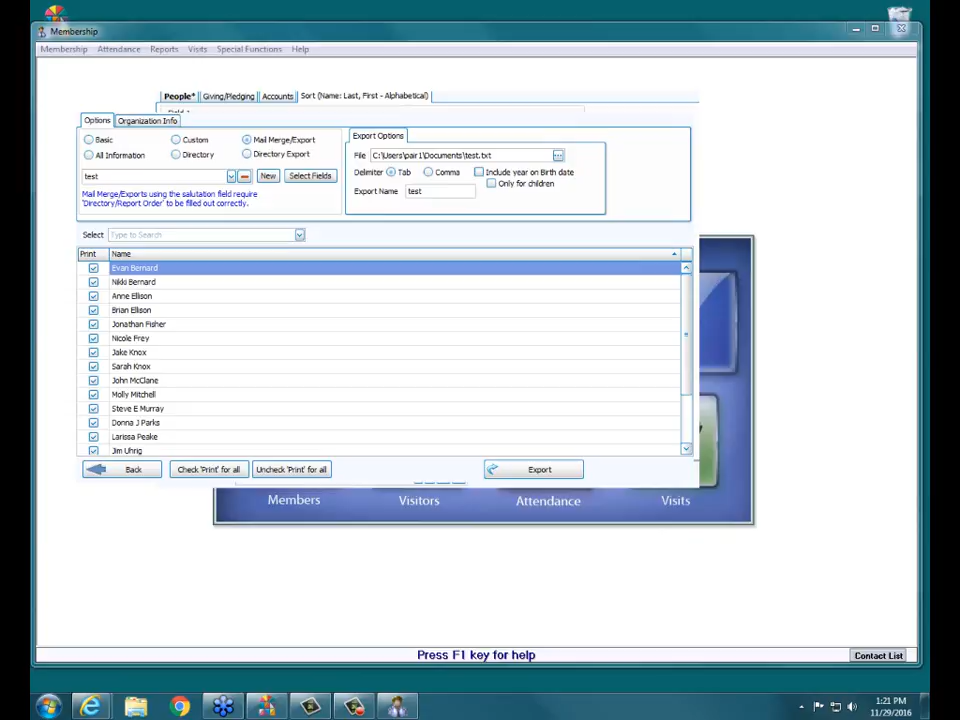 Membership
Membership Attendance Reports Visits Special Functions Help
People* Giving/Pledging Accounts Sort (Name: Last, First - Alphabetical)
Options Organization Info
Basic Custom Mail Merge/Export
All Information Directory Directory Export
test New Select Fields
Mail Merge/Exports using the salutation field require
'Directory/Report Order' to be filled out correctly.
Export Options
File C:\Users\pair1\Documents\test.txt
Delimiter Tab Comma Include year on Birth date
Only for children
Export Name test
Select Type to Search
Print Name
Evan Bernard
Nikki Bernard
Anne Ellison
Brian Ellison
Jonathan Fisher
Nicole Frey
Jake Knox
Sarah Knox
John McClane
Molly Mitchell
Steve E Murray
Donna J Parks
Larissa Peake
Jim Uhrig
Back Check 'Print' for all Uncheck 'Print' for all Export
Members Visitors Attendance Visits
Press F1 key for help
Contact List
1:21 PM
11/29/2016